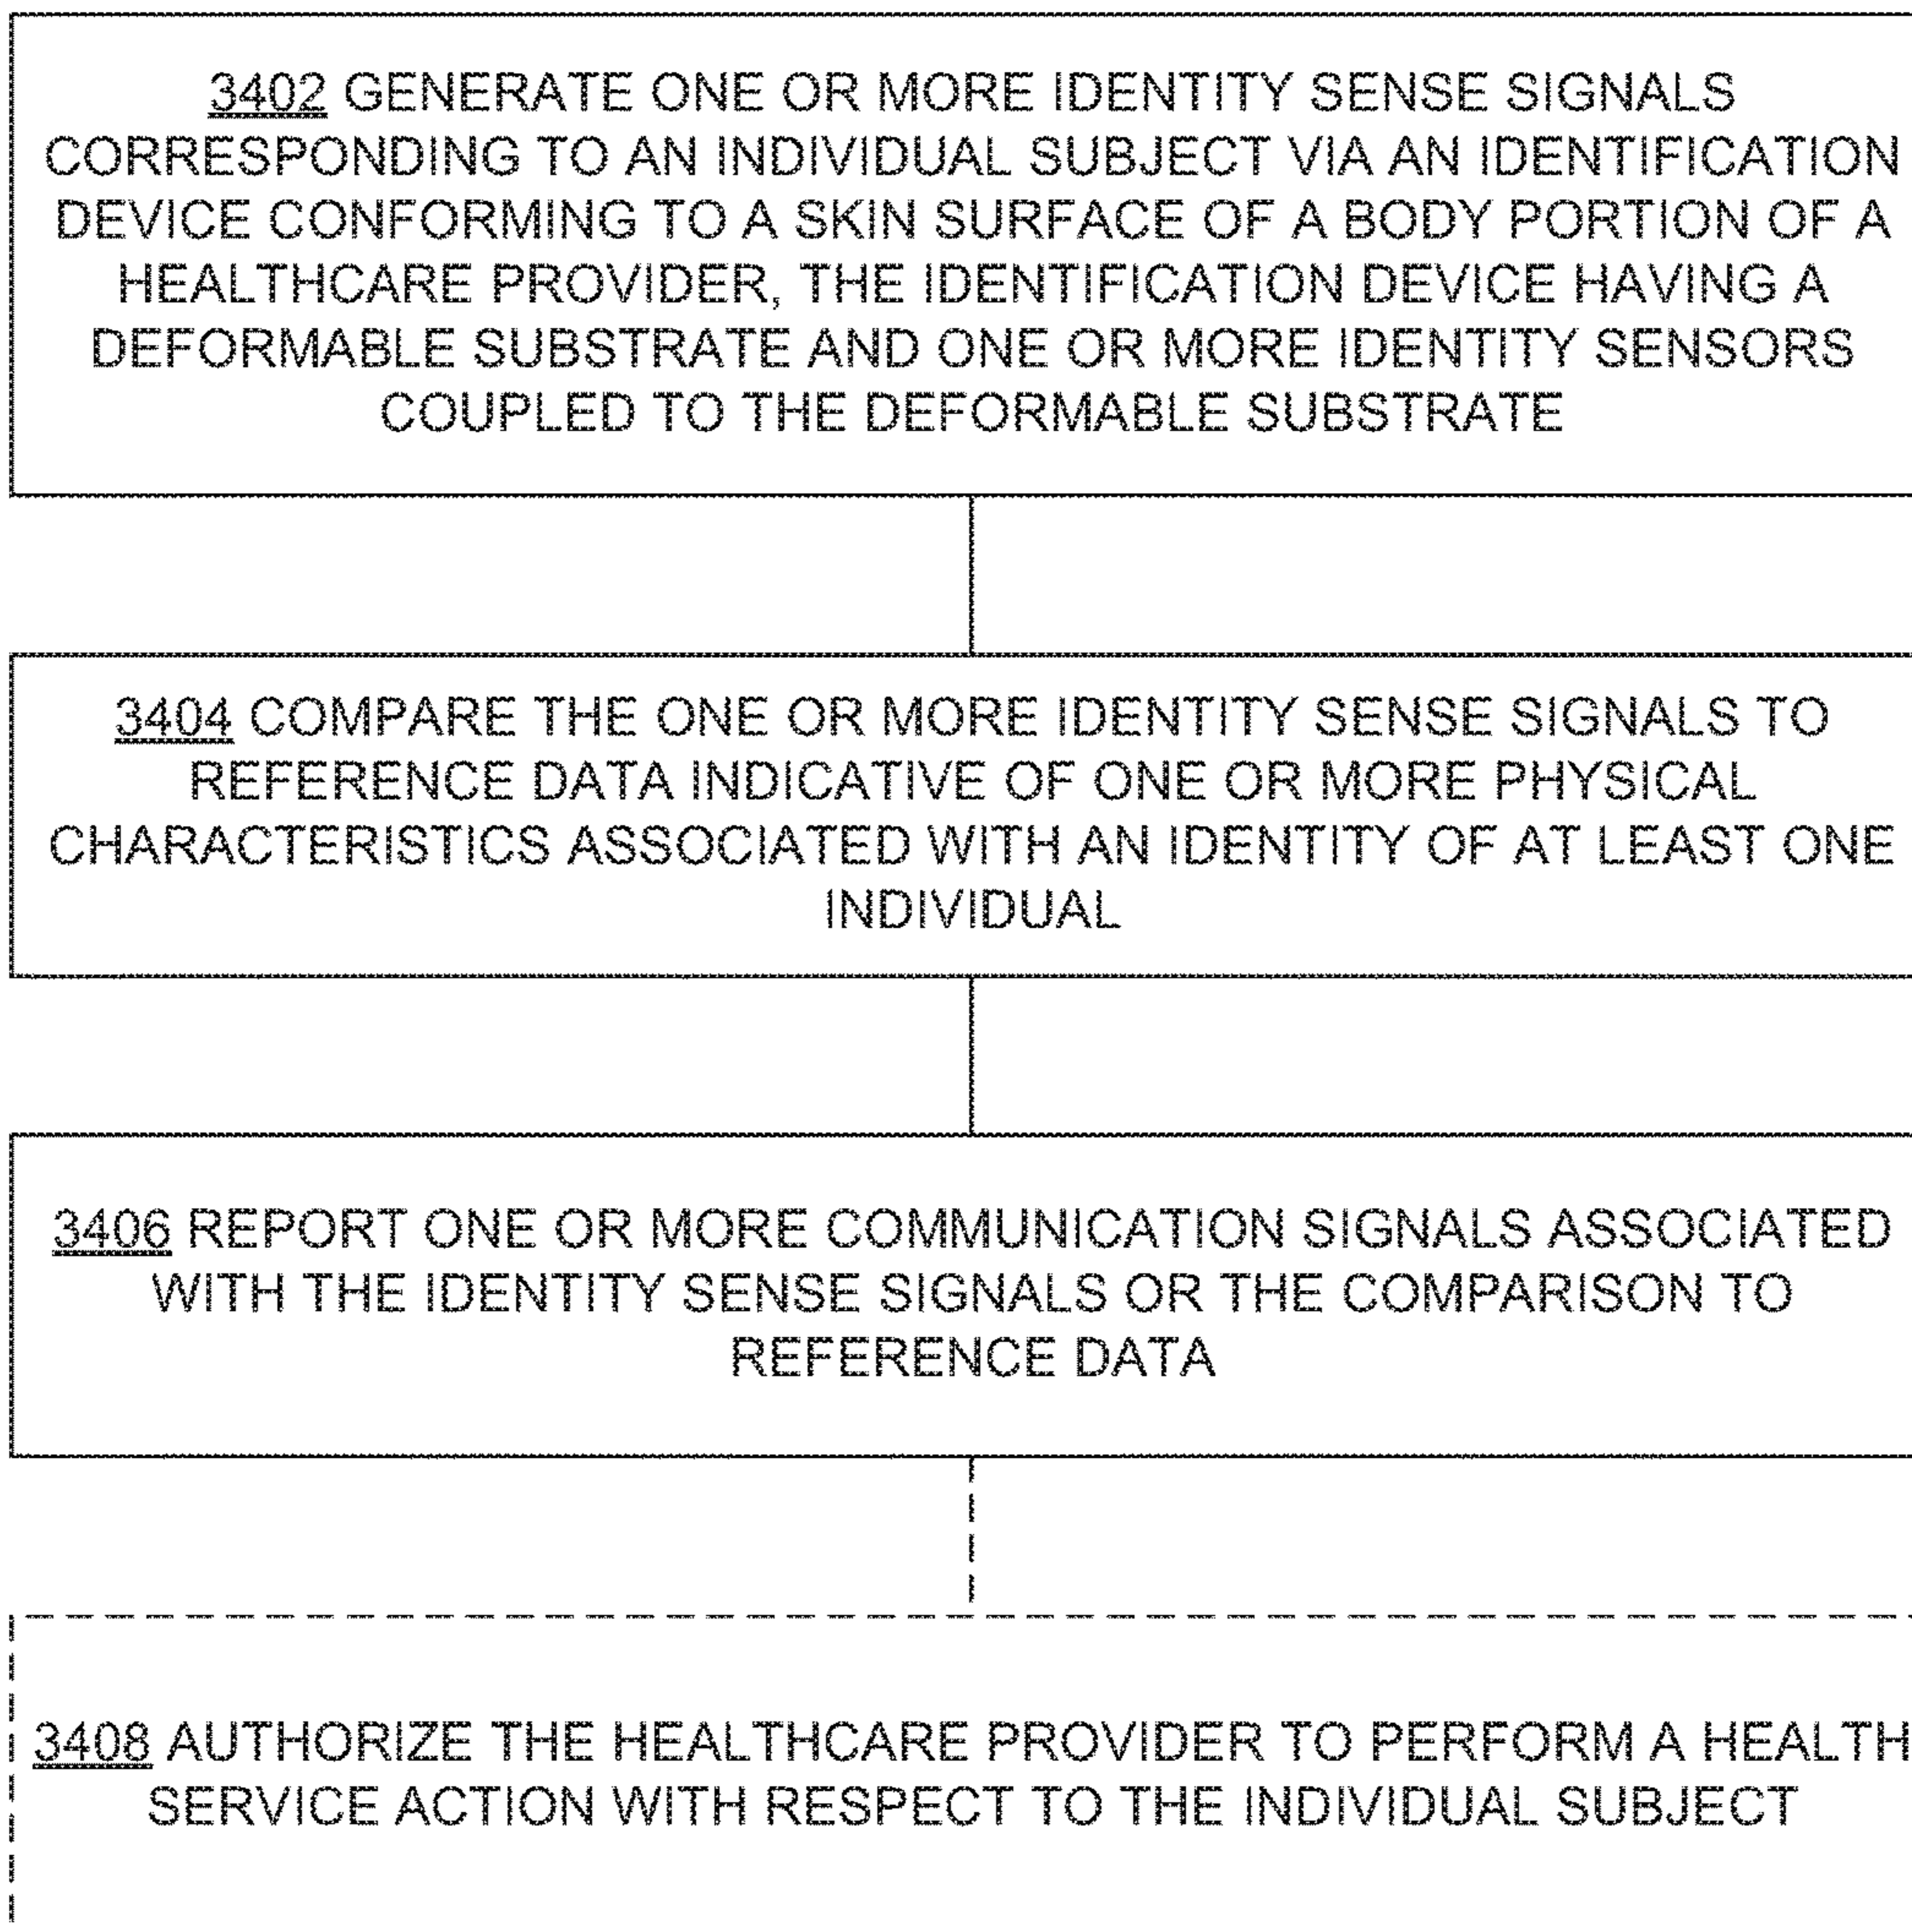 3402 GENERATE ONE OR MORE IDENTITY SENSE SIGNALS
CORRESPONDING TO AN INDIVIDUAL SUBJECT VIA AN IDENTIFICATION
DEVICE CONFORMING TO A SKIN SURFACE OF A BODY PORTION OF A
HEALTHCARE PROVIDER, THE IDENTIFICATION DEVICE HAVING A
DEFORMABLE SUBSTRATE AND ONE OR MORE IDENTITY SENSORS
COUPLED TO THE DEFORMABLE SUBSTRATE
3404 COMPARE THE ONE OR MORE IDENTITY SENSE SIGNALS TO
REFERENCE DATA INDICATIVE OF ONE OR MORE PHYSICAL
CHARACTERISTICS ASSOCIATED WITH AN IDENTITY OF AT LEAST ONE
INDIVIDUAL
3406 REPORT ONE OR MORE COMMUNICATION SIGNALS ASSOCIATED
WITH THE IDENTITY SENSE SIGNALS OR THE COMPARISON TO
REFERENCE DATA
3408 AUTHORIZE THE HEALTHCARE PROVIDER TO PERFORM A HEALTH
SERVICE ACTION WITH RESPECT TO THE INDIVIDUAL SUBJECT